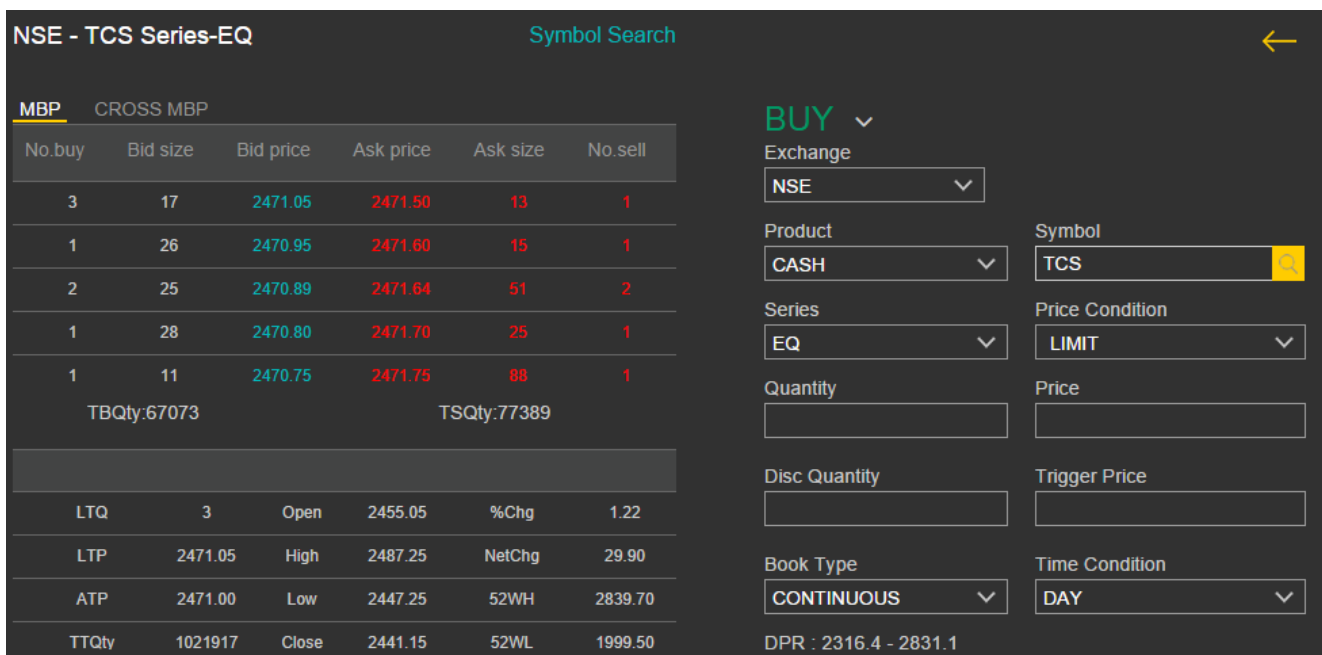 NSE - TCS Series-EQ Symbol Search
MBP CROSS MBP
No.buy Bid size Bid price Ask price Ask size No.sell
3 17 2471.05 2471.50 13 1
1 26 2470.95 2471.60 15 1
2 25 2470.89 2471.64 51 2
1 28 2470.80 2471.70 25 1
1 11 2470.75 2471.75 88 1
TBQty:67073 TSQty:77389
LTQ 3 Open 2455.05 %Chg 1.22
LTP 2471.05 High 2487.25 NetChg 29.90
ATP 2471.00 Low 2447.25 52WH 2839.70
TTQty 1021917 Close 2441.15 52WL 1999.50
BUY
Exchange
NSE
Product Symbol
CASH TCS
Series Price Condition
EQ LIMIT
Quantity Price
Disc Quantity Trigger Price
Book Type Time Condition
CONTINUOUS DAY
DPR : 2316.4 - 2831.1